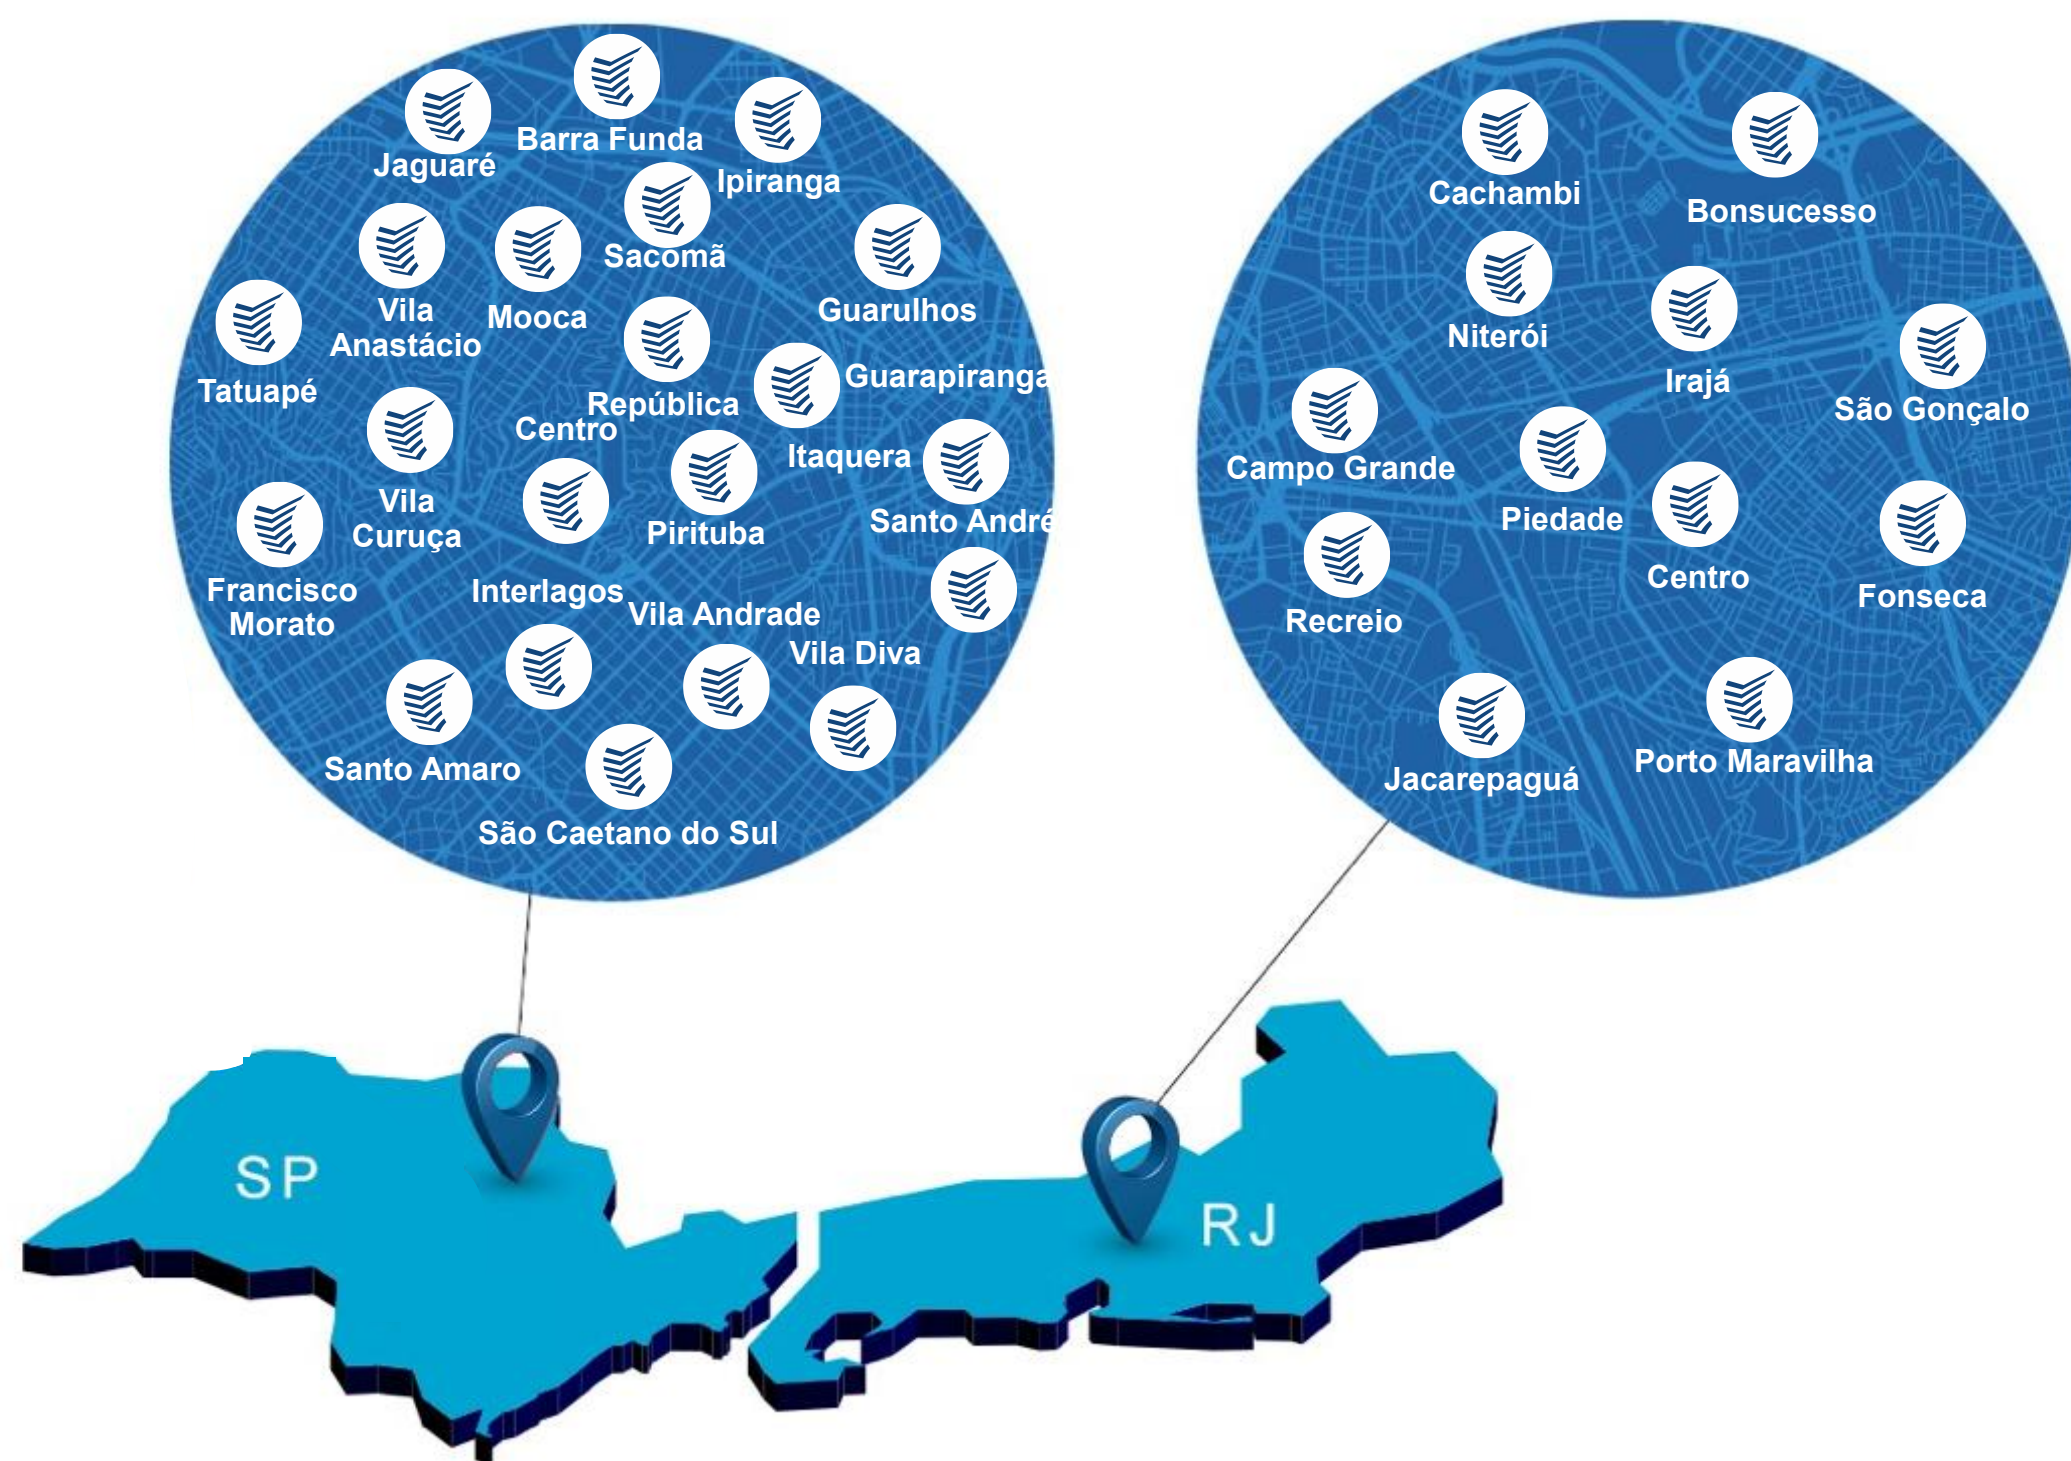 Barra Funda
Jaguaré
Ipiranga
Sacomã
Guarulhos
Vila
Anastácio
Mooca
Tatuapé
República
Guarapiranga
Centro
Itaquera
Vila
Curuça
Pirituba
Santo André
Francisco
Morato
Interlagos
Vila Andrade
Vila Diva
Santo Amaro
São Caetano do Sul
Cachambi
Bonsucesso
Niterói
Irajá
São Gonçalo
Campo Grande
Piedade
Centro
Fonseca
Recreio
Porto Maravilha
Jacarepaguá
SP
RJ